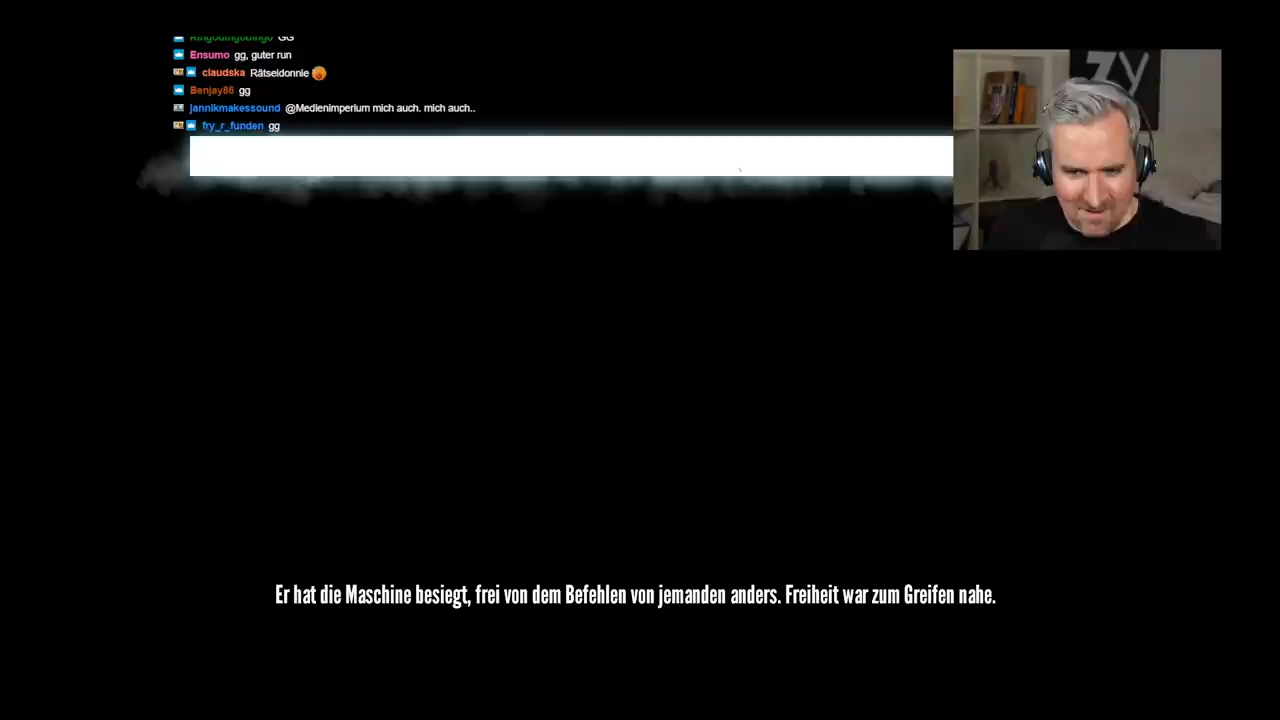 GG
Ensumo gg, guter run
claudska Rätseldonnie
Benjay86 gg
jannikmakessound @Medienimperium mich auch. mich auch..
fry_r_funden gg
Er hat die Maschine besiegt, frei von dem Befehlen von jemanden anders. Freiheit war zum Greifen nahe.